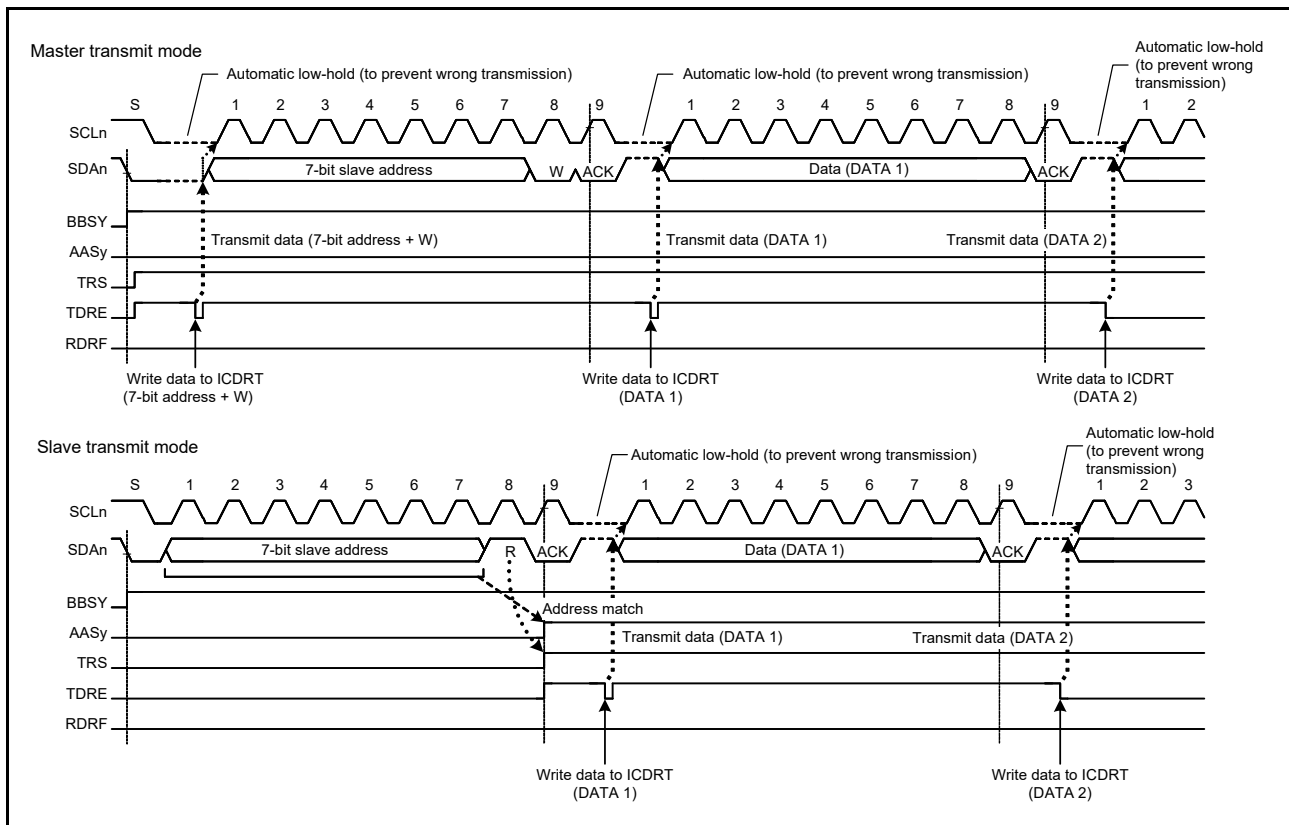 Master transmit mode
Automatic low-hold (to prevent wrong transmission)
Automatic low-hold (to prevent wrong transmission)
Automatic low-hold
(to prevent wrong
transmission)
S 1 2 3 4 5 6 7 8 9 1 2 3 4 5 6 7 8 9 1 2
SCLn
SDAn 7-bit slave address W ACK Data (DATA 1) ACK
BBSY
Transmit data (7-bit address + W) Transmit data (DATA 1) Transmit data (DATA 2)
AASy
TRS
TDRE
RDRF
Write data to ICDRT
(7-bit address + W)
Write data to ICDRT
(DATA 1)
Write data to ICDRT
(DATA 2)
Slave transmit mode
Automatic low-hold (to prevent wrong transmission)
Automatic low-hold
(to prevent wrong
transmission)
S 1 2 3 4 5 6 7 8 9 1 2 3 4 5 6 7 8 9 1 2 3
SCLn
SDAn 7-bit slave address R ACK Data (DATA 1) ACK
BBSY
Address match
AASy
Transmit data (DATA 1) Transmit data (DATA 2)
TRS
TDRE
RDRF
Write data to ICDRT
(DATA 1)
Write data to ICDRT
(DATA 2)